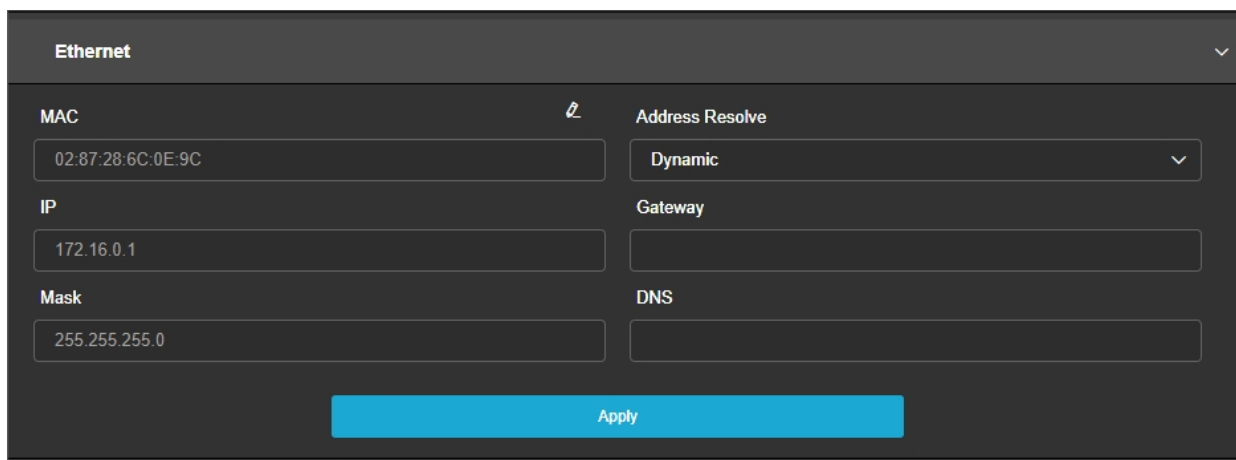 Ethernet
MAC
Address Resolve
02:87:28:6C:0E:9C
Dynamic
IP
Gateway
172.16.0.1
Mask
DNS
255.255.255.0
Apply